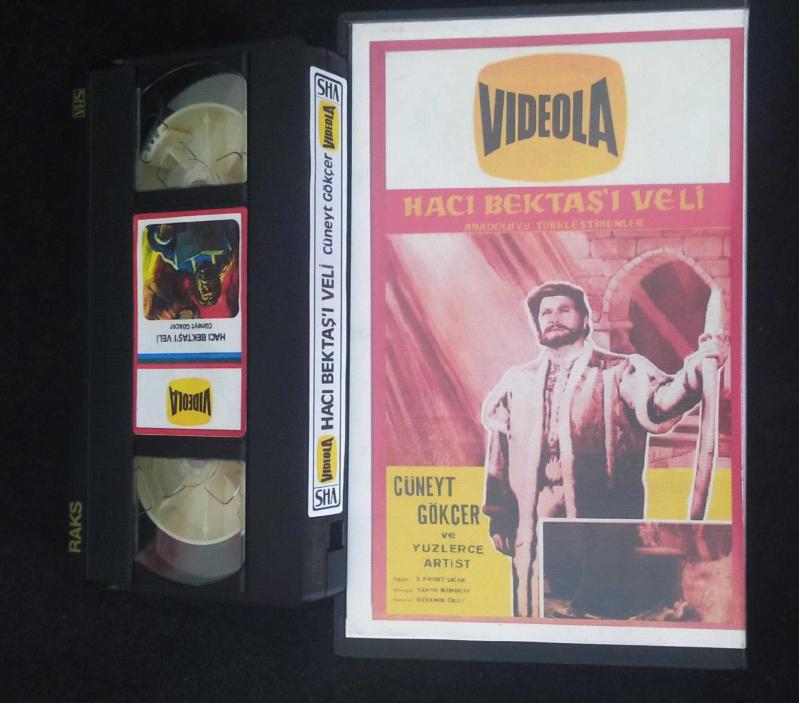 VHS
RAKS
HACI BEKTAŞ'I VELİ
Cüneyt Gökçer
VIDEOLA
SHA
VIDEOLA HACI BEKTAŞ'I VELİ Cüneyt Gökçer VIDEOLA
SHA
VIDEOLA
HACI BEKTAŞ'I VELİ
ANADOLUYU TÜRKLEŞTİRENLER
CÜNEYT
GÖKÇER
ve
YÜZLERCE
ARTİST